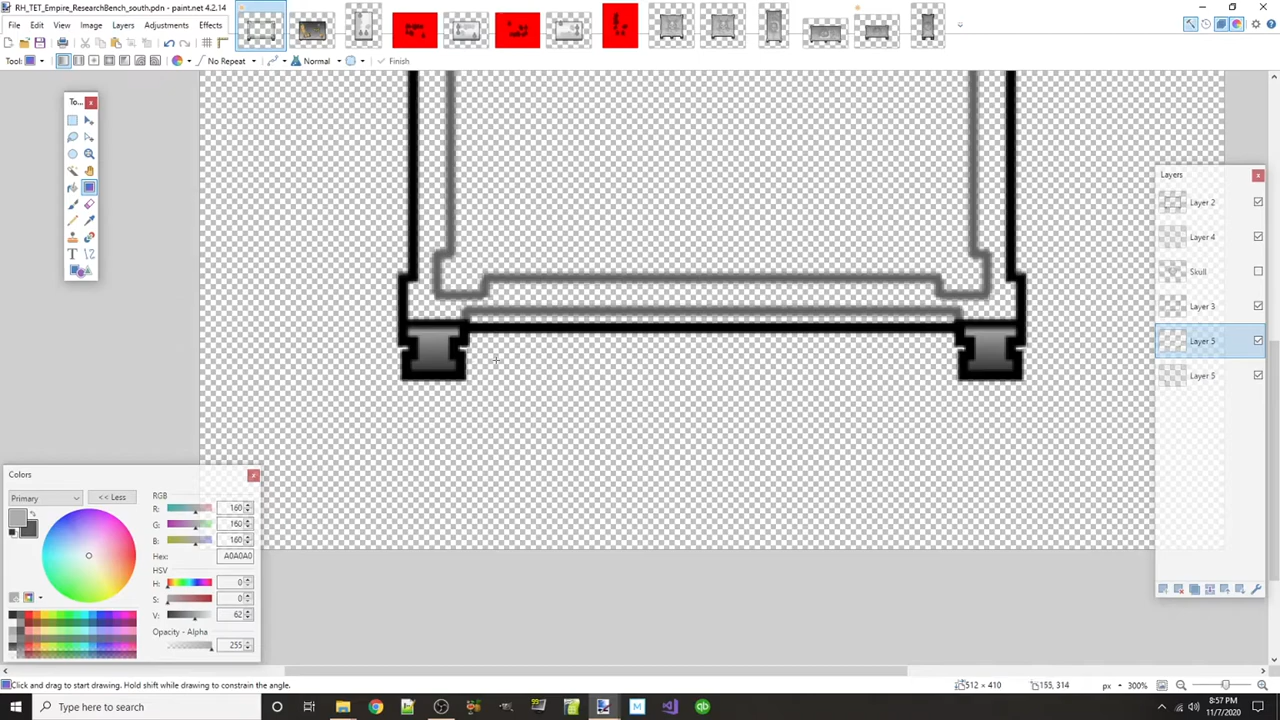 RH_TET_Empire_ResearchBench_south.pdn - paint.net 4.2.14
File Edit View Image Layers Adjustments Effects
Tool: No Repeat Normal Finish
To...
Layers
Layer 2
Layer 4
Skull
Layer 3
Layer 5
Layer 5
Colors
Primary << Less
RGB
R: 160
G: 160
B: 160
Hex: A0A0A0
HSV
H: 0
S: 0
V: 62
Opacity - Alpha
255
Click and drag to start drawing. Hold shift while drawing to constrain the angle. 512 × 410 155, 314 px 300%
Type here to search
8:57 PM
11/7/2020